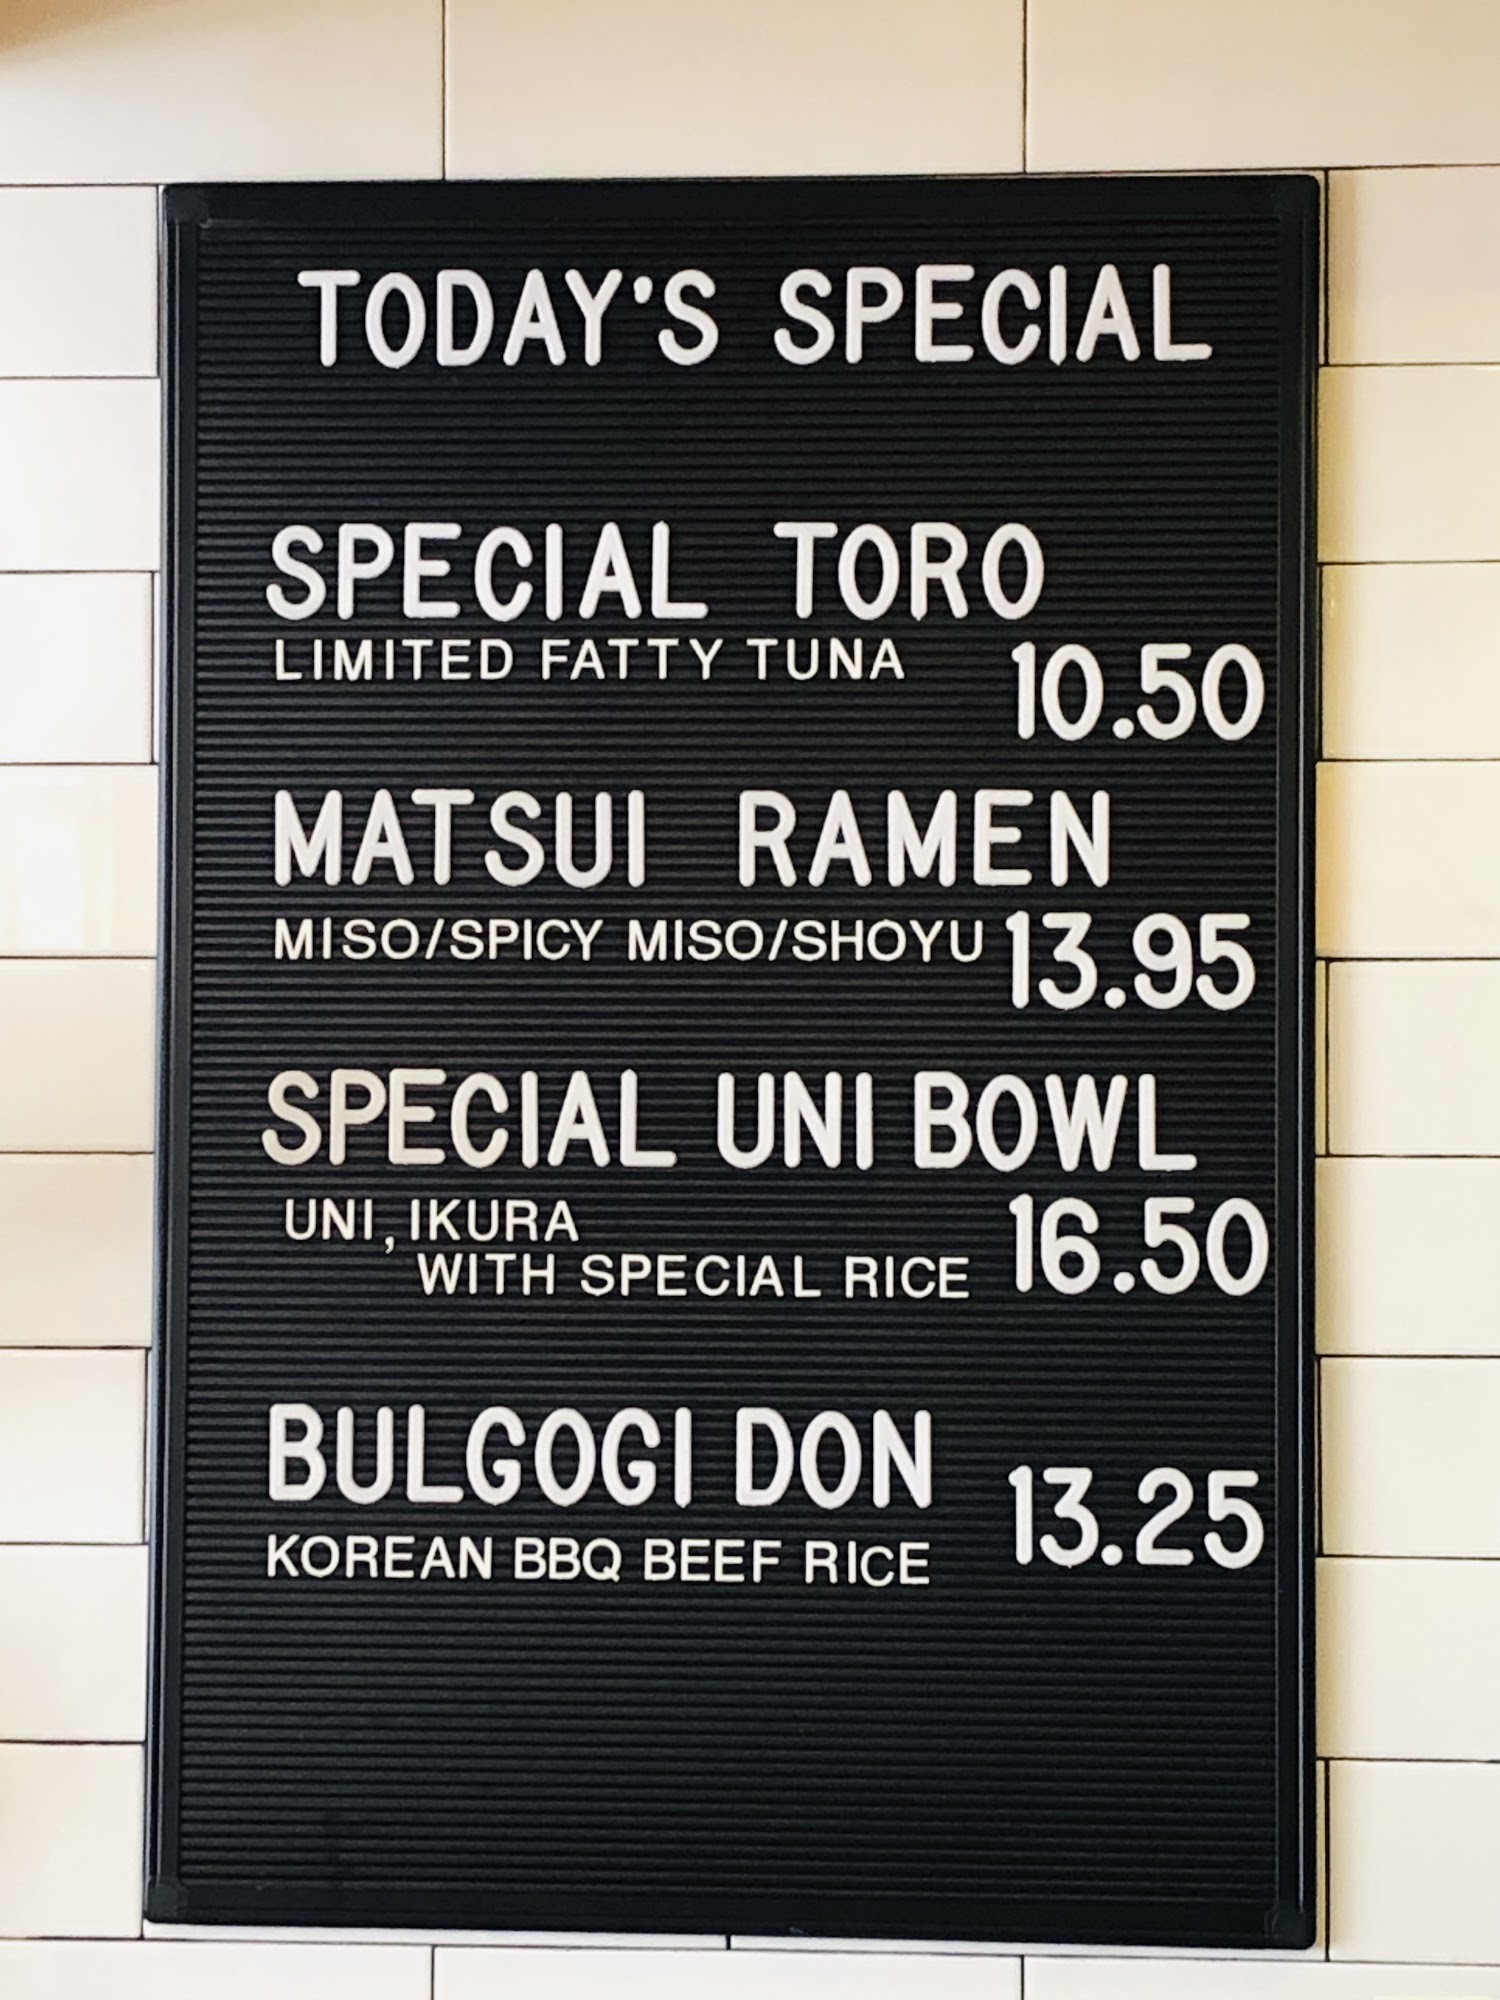 TODAY'S SPECIAL
SPECIAL TORO
LIMITED FATTY TUNA 10.50
MATSUI RAMEN
MISO/SPICY MISO/SHOYU 13.95
SPECIAL UNI BOWL
UNI, IKURA
WITH SPECIAL RICE 16.50
BULGOGI DON 13.25
KOREAN BBQ BEEF RICE